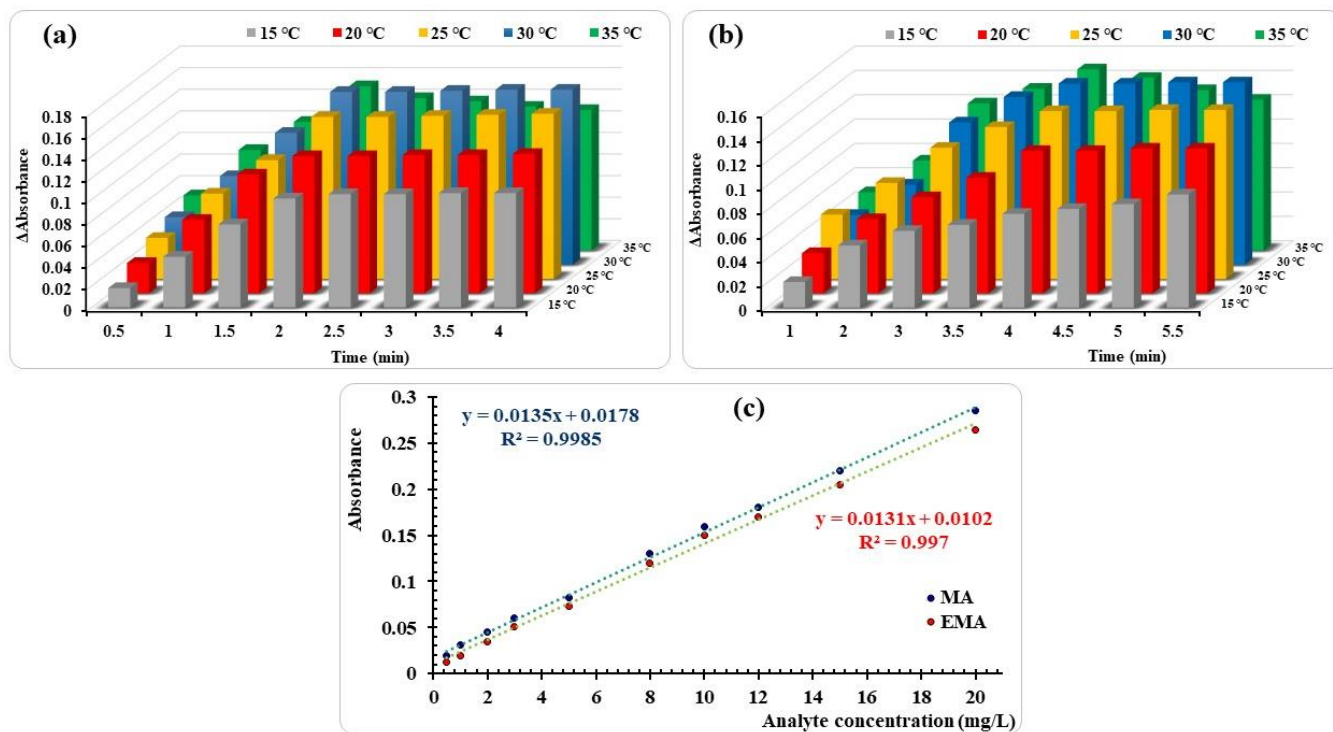 (a)
15 °C 20 °C 25 °C 30 °C 35 °C
0.18
0.16
0.14
0.12
0.1
0.08
0.06
0.04
0.02
0
ΔAbsorbance
0.5 1 1.5 2 2.5 3 3.5 4
Time (min)
35 °C
30 °C
25 °C
20 °C
15 °C
(b)
15 °C 20 °C 25 °C 30 °C 35 °C
0.16
0.14
0.12
0.1
0.08
0.06
0.04
0.02
0
ΔAbsorbance
1 2 3 3.5 4 4.5 5 5.5
Time (min)
35 °C
30 °C
25 °C
20 °C
15 °C
(c)
y = 0.0135x + 0.0178
R² = 0.9985
y = 0.0131x + 0.0102
R² = 0.997
MA
EMA
0.3
0.25
0.2
0.15
0.1
0.05
0
Absorbance
0 2 4 6 8 10 12 14 16 18 20
Analyte concentration (mg/L)